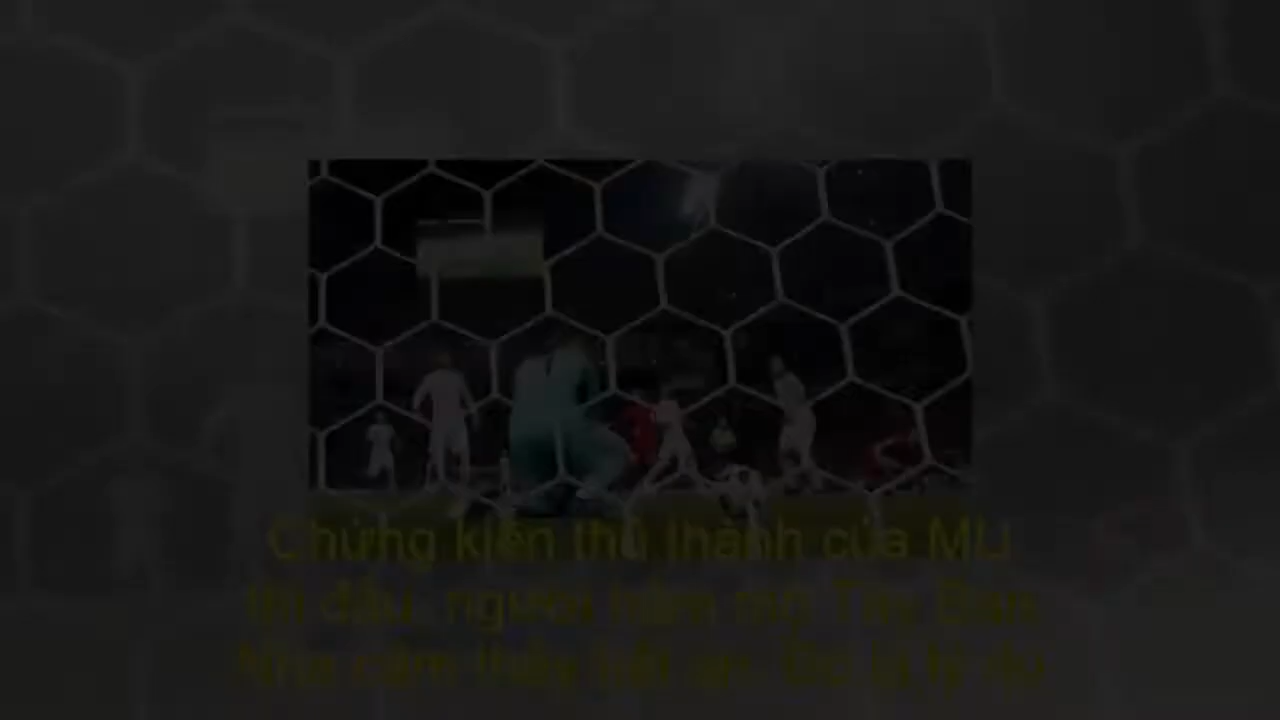 Chứng kiến thủ thành của MU
thi đấu, người hâm mộ Tây Ban
Nha cảm thấy bất an. Đó là lý do